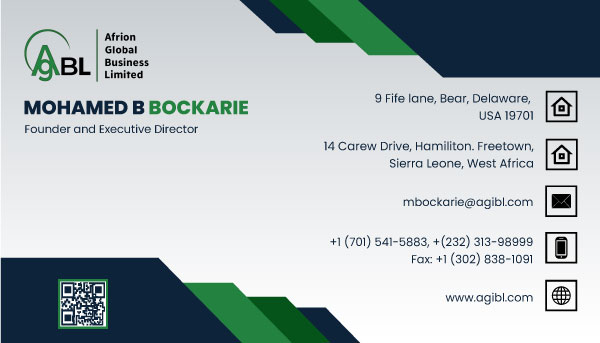 AgBL
Afrion
Global
Business
Limited
MOHAMED B BOCKARIE
Founder and Executive Director
9 Fife lane, Bear, Delaware,
USA 19701
14 Carew Drive, Hamiliton. Freetown,
Sierra Leone, West Africa
mbockarie@agibl.com
+1 (701) 541-5883, +(232) 313-98999
Fax: +1 (302) 838-1091
www.agibl.com